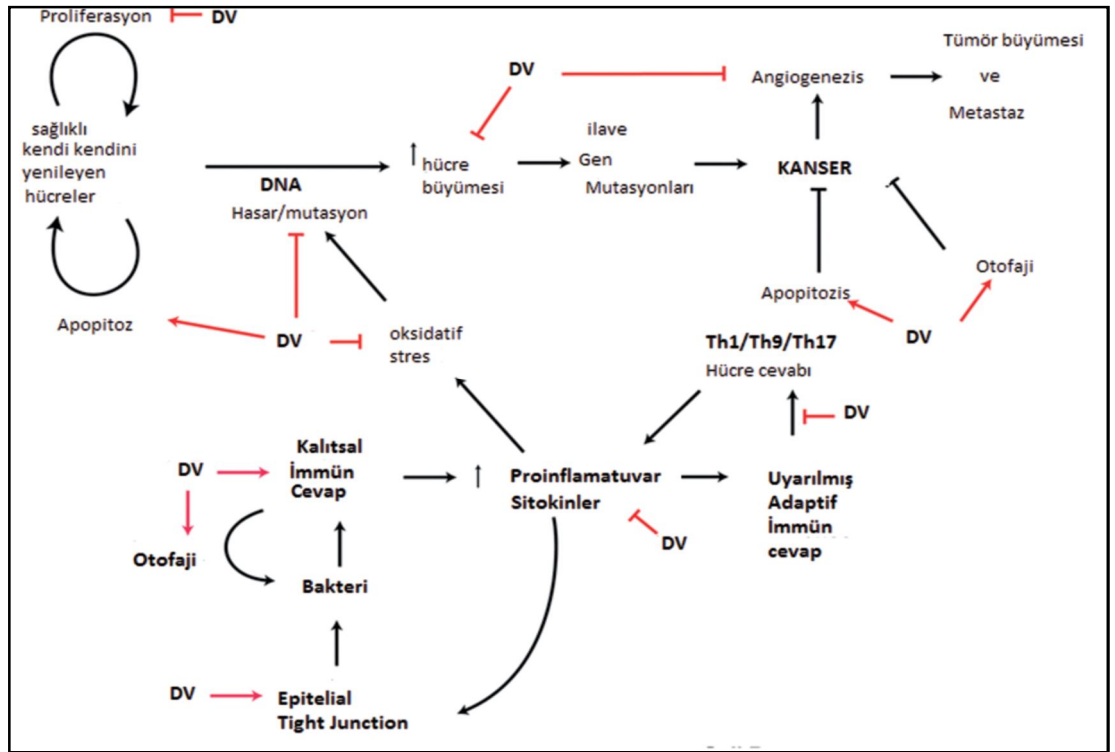 Proliferasyon
DV
sağlıklı
kendi kendini
yenileyen
hücreler
Apopitoz
DNA
Hasar/mutasyon
DV
oksidatif
stres
DV
↑ hücre
büyümesi
ilave
Gen
Mutasyonları
Angiogenezis
Tümör büyümesi
ve
Metastaz
KANSER
Otofaji
Apopitozis
DV
Th1/Th9/Th17
Hücre cevabı
DV
DV
Kalıtsal
İmmün
Cevap
↑ Proinflamatuvar
Sitokinler
Uyarılmış
Adaptif
İmmün
cevap
DV
Otofaji
Bakteri
DV
Epitelial
Tight Junction